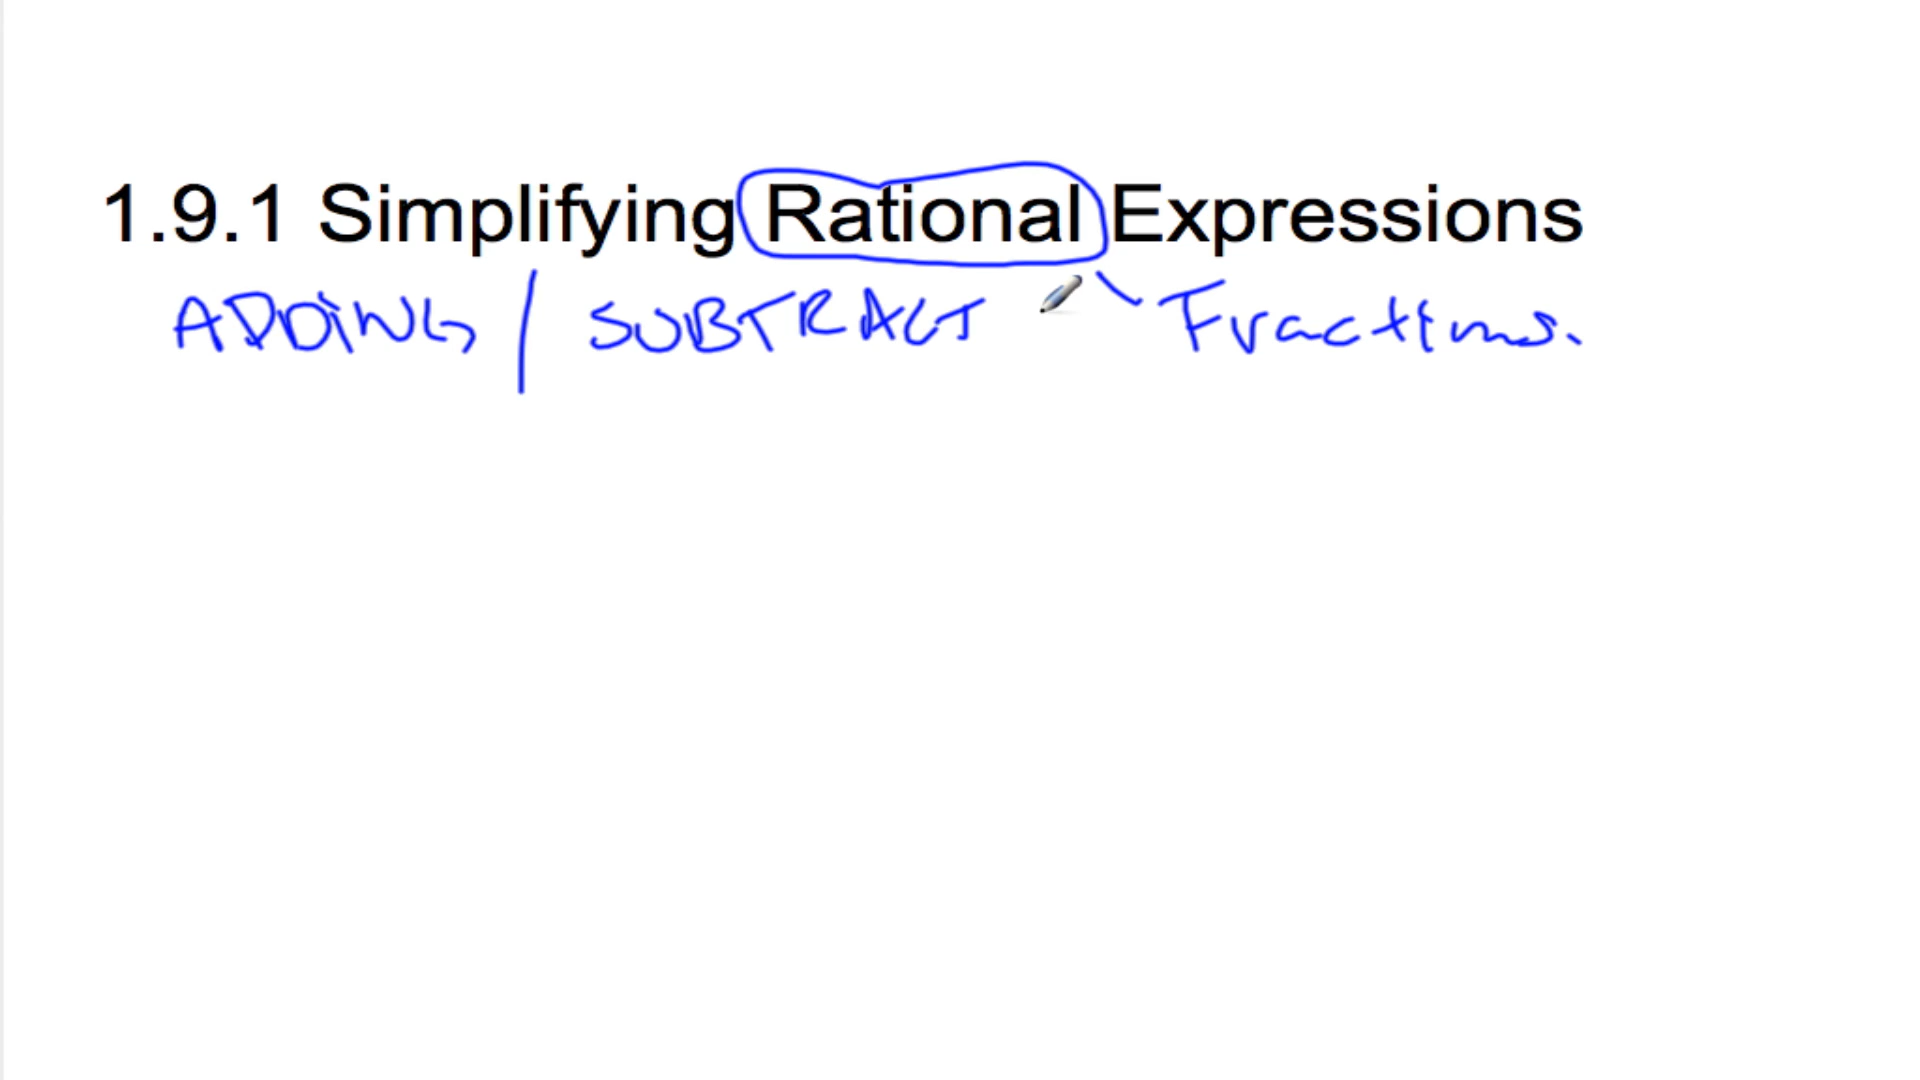 1.9.1 Simplifying Rational Expressions
ADDING / SUBTRACT Fractions.